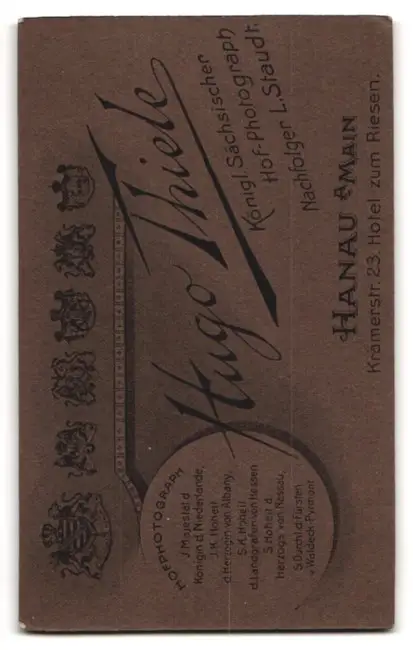 Hugo Thiele
Königl. Sächsischer
Hof-Photograph
Nachfolger L. Staudt.
HANAU A/MAIN
Krämerstr. 23. Hotel zum Riesen.
HOFPHOTOGRAPH
J. Majestät d.
Königin d. Niederlande,
J. K. Hoheit
d. Herzogin von Albany,
S. K. Hoheit
d. Landgrafen von Hessen
S. Hoheit d.
Herzogs von Nassau,
S. Durchl. d. Fürsten
v. Waldeck-Pyrmont